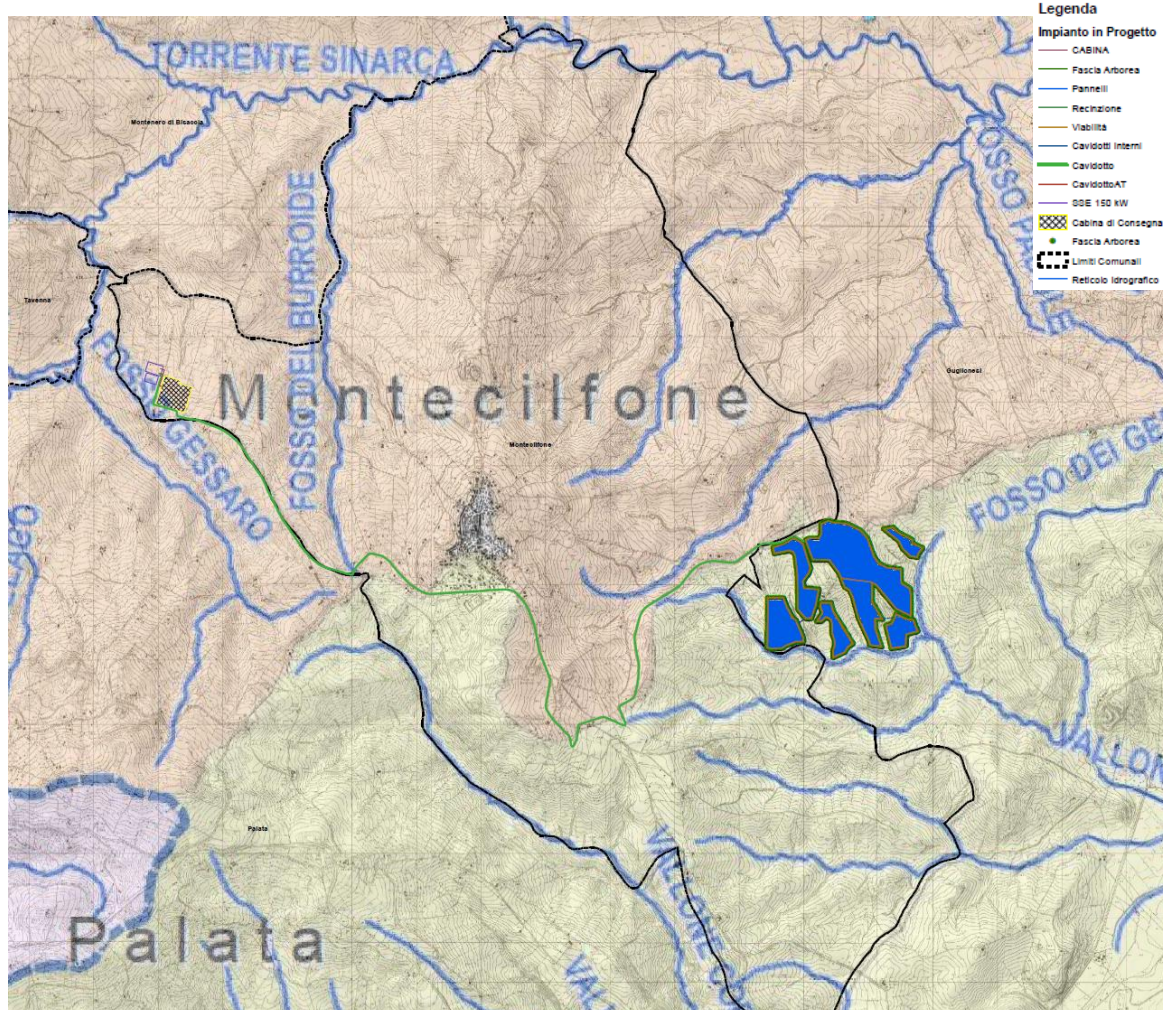 Legenda
Impianto in Progetto
CABINA
Fascia Arborea
Pannelli
Recinzione
Viabilità
Cavidotti Interni
Cavidotto
CavidottoAT
SSE 150 kW
Cabina di Consegna
Fascia Arborea
Limiti Comunali
Reticolo Idrografico
TORRENTE SINARCA
Montenero di Bisaccia
FOSSO DEL BURROIDE
Tavenna
FOSSO GESSARO
Montecilfone
Montecilfone
Guglionesi
FOSSO DEI GE
VALLON
Palata
Palata
VALLONE